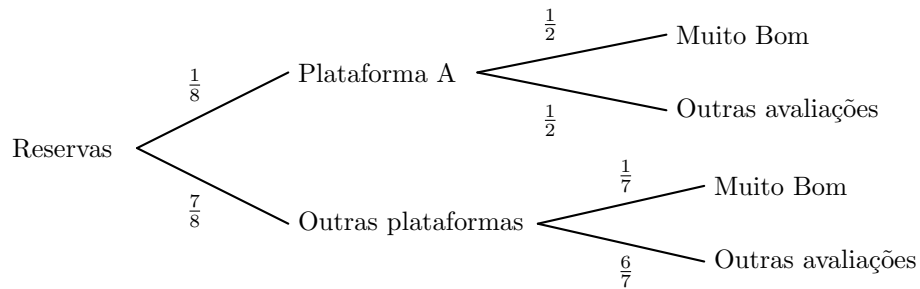 1/2
Muito Bom
1/8
Plataforma A
1/2
Outras avaliações
Reservas
1/7
Muito Bom
7/8
Outras plataformas
6/7
Outras avaliações